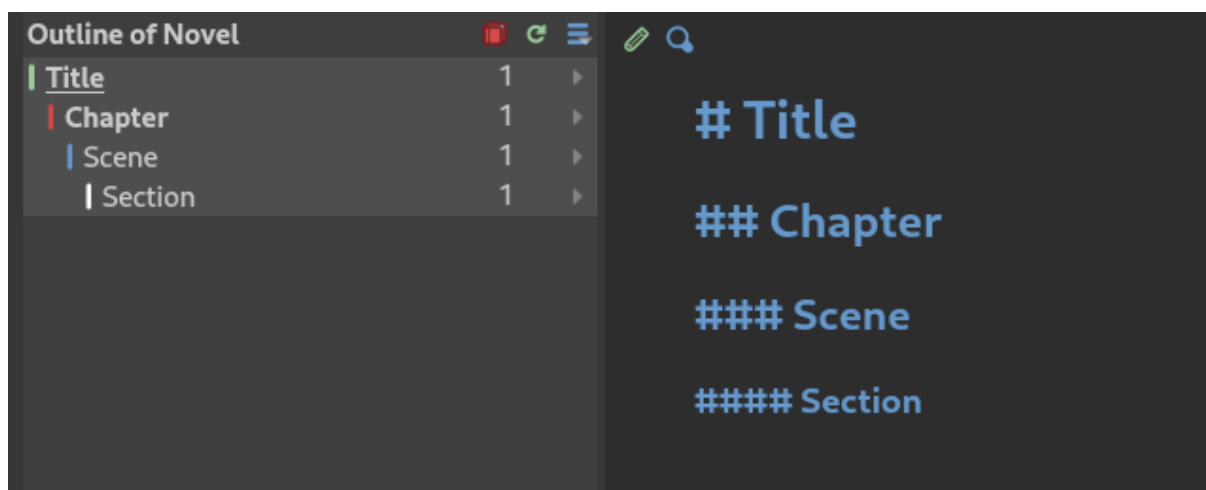 Outline of Novel
Title 1
Chapter 1
Scene 1
Section 1
# Title
## Chapter
### Scene
#### Section